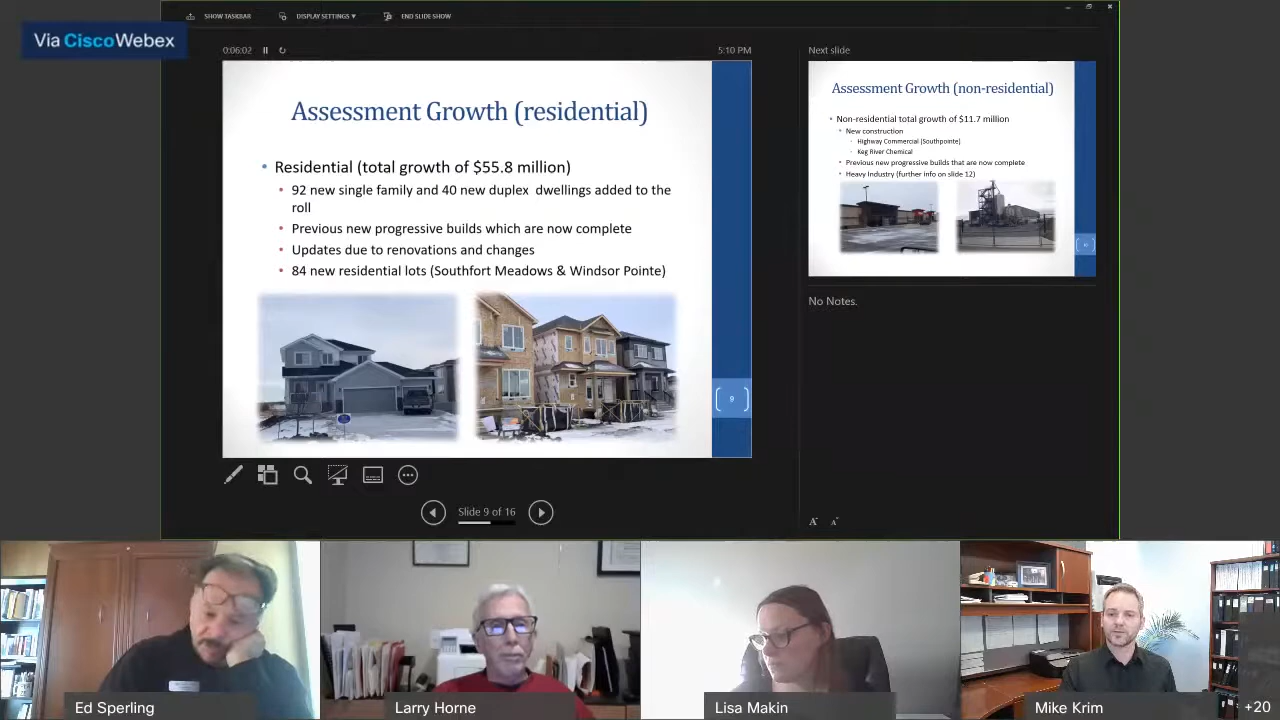 SHOW TASKBAR
DISPLAY SETTINGS ▾
END SLIDE SHOW
Via CiscoWebex
0:06:02
5:10 PM
Next slide
Assessment Growth (residential)
• Residential (total growth of $55.8 million)
• 92 new single family and 40 new duplex dwellings added to the
roll
• Previous new progressive builds which are now complete
• Updates due to renovations and changes
• 84 new residential lots (Southfort Meadows & Windsor Pointe)
9
Assessment Growth (non-residential)
• Non-residential total growth of $11.7 million
• New construction
Highway Commercial (Southpointe)
Keg River Chemical
• Previous new progressive builds that are now complete
• Heavy Industry (further info on slide 12)
No Notes.
Slide 9 of 16
A A
Ed Sperling
Larry Horne
Lisa Makin
Mike Krim
+20